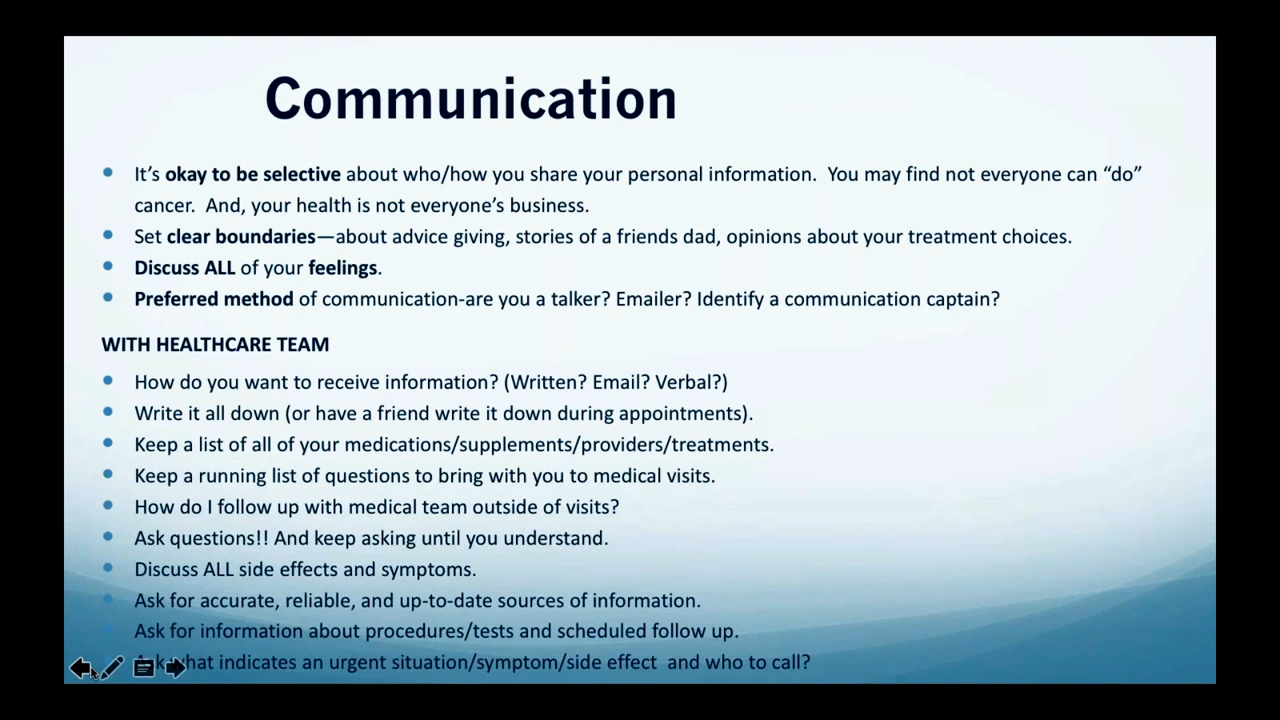 Communication
It's okay to be selective about who/how you share your personal information.  You may find not everyone can “do”
cancer.  And, your health is not everyone's business.
Set clear boundaries—about advice giving, stories of a friends dad, opinions about your treatment choices.
Discuss ALL of your feelings.
Preferred method of communication-are you a talker? Emailer? Identify a communication captain?
WITH HEALTHCARE TEAM
How do you want to receive information? (Written? Email? Verbal?)
Write it all down (or have a friend write it down during appointments).
Keep a list of all of your medications/supplements/providers/treatments.
Keep a running list of questions to bring with you to medical visits.
How do I follow up with medical team outside of visits?
Ask questions!! And keep asking until you understand.
Discuss ALL side effects and symptoms.
Ask for accurate, reliable, and up-to-date sources of information.
Ask for information about procedures/tests and scheduled follow up.
Ask what indicates an urgent situation/symptom/side effect  and who to call?